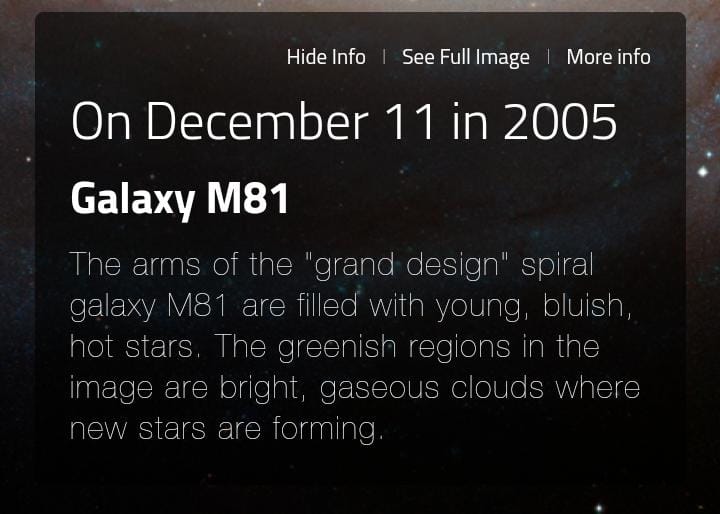 Hide Info | See Full Image | More info
On December 11 in 2005
Galaxy M81
The arms of the "grand design" spiral
galaxy M81 are filled with young, bluish,
hot stars. The greenish regions in the
image are bright, gaseous clouds where
new stars are forming.